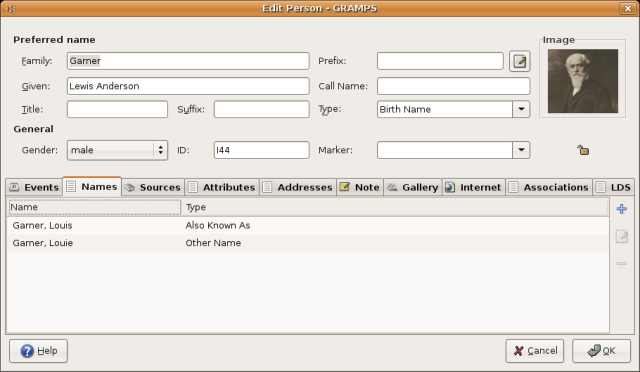 Edit Person - GRAMPS
Preferred name
Image
Family: Garner Prefix:
Given: Lewis Anderson Call Name:
Title: Suffix: Type: Birth Name
General
Gender: male ID: I44 Marker:
Events Names Sources Attributes Addresses Note Gallery Internet Associations LDS
Name Type
Garner, Louis Also Known As
Garner, Louie Other Name
Help Cancel OK